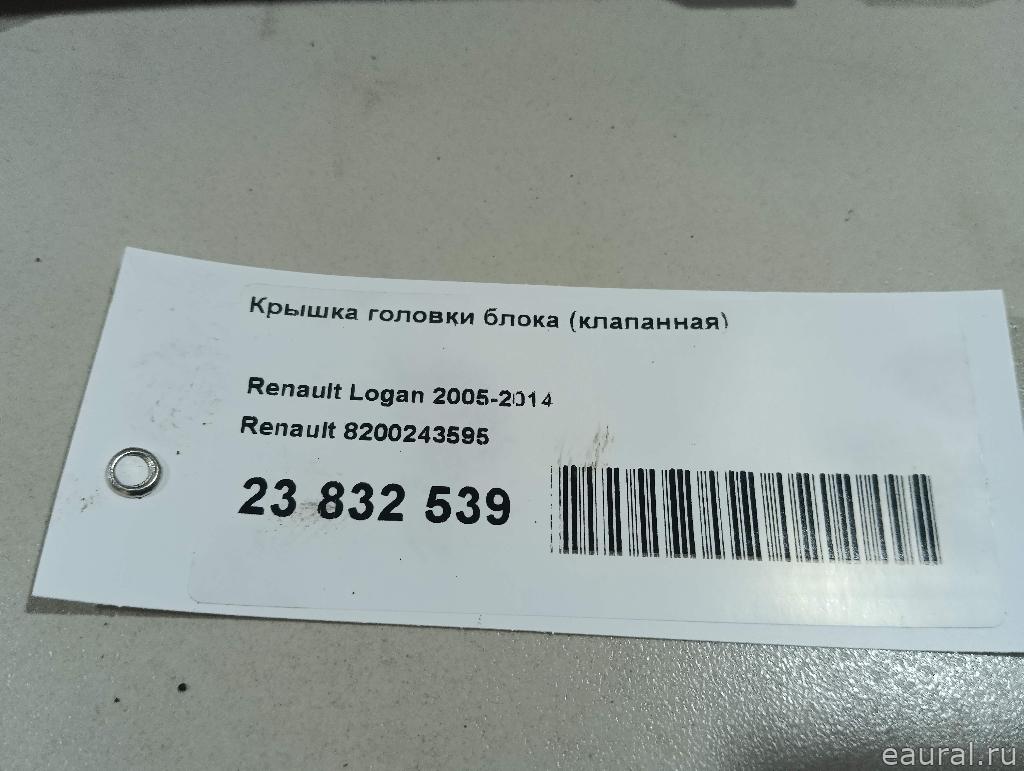 Крышка головки блока (клапанная)
Renault Logan 2005-2014
Renault 8200243595
23 832 539
eaural.ru